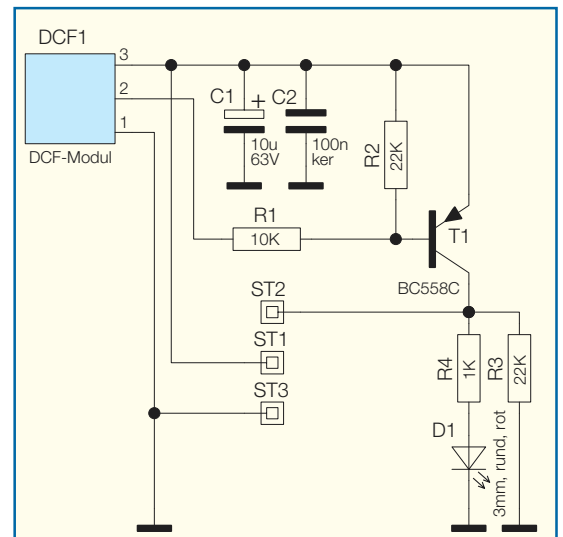 DCF1
3
2
1
DCF-Modul
C1
+
10u
63V
C2
100n
ker
R2
22K
R1
10K
T1
BC558C
ST2
ST1
ST3
R4
1K
R3
22K
D1
3mm, rund, rot